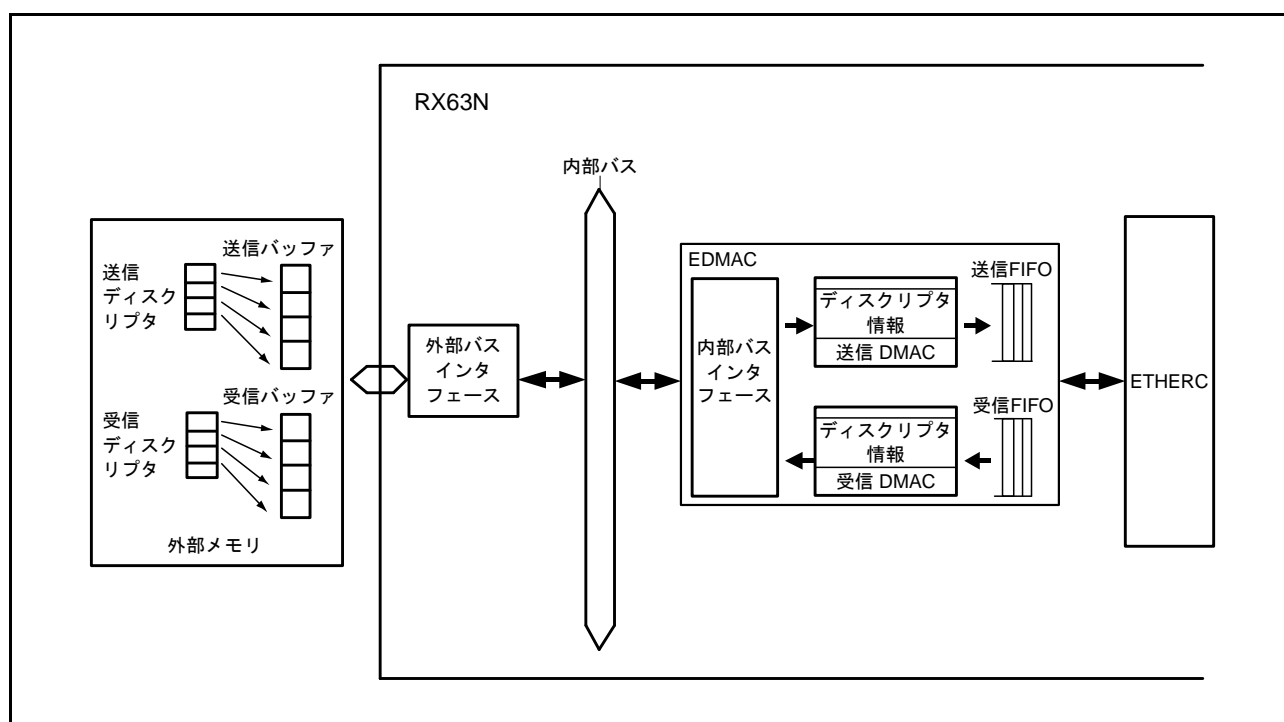 RX63N
内部バス
送信バッファ
送信
ディスク
リプタ
受信バッファ
受信
ディスク
リプタ
外部メモリ
外部バス
インタ
フェース
EDMAC
内部バス
インタ
フェース
ディスクリプタ
情報
送信 DMAC
送信FIFO
ディスクリプタ
情報
受信 DMAC
受信FIFO
ETHERC